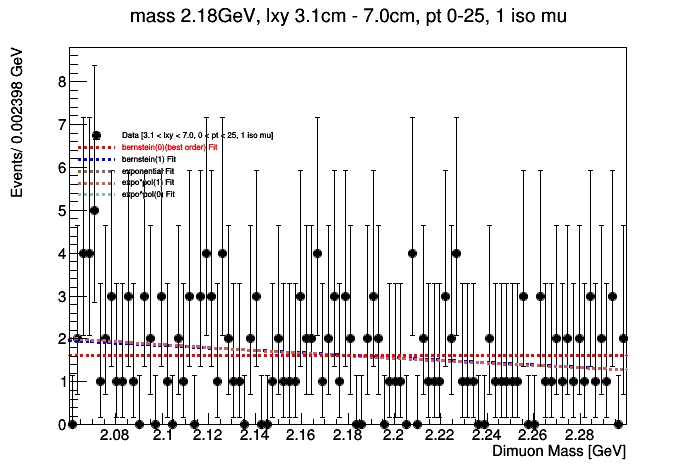 mass 2.18GeV, lxy 3.1cm - 7.0cm, pt 0-25, 1 iso mu
Events/ 0.002398 GeV
8
7
6
5
4
3
2
1
0
Data [3.1 < lxy < 7.0, 0 < pt < 25, 1 iso mu]
bernstein(0)(best order) Fit
bernstein(1) Fit
exponential Fit
expo*pol(1) Fit
expo*pol(0) Fit
2.08 2.1 2.12 2.14 2.16 2.18 2.2 2.22 2.24 2.26 2.28
Dimuon Mass [GeV]